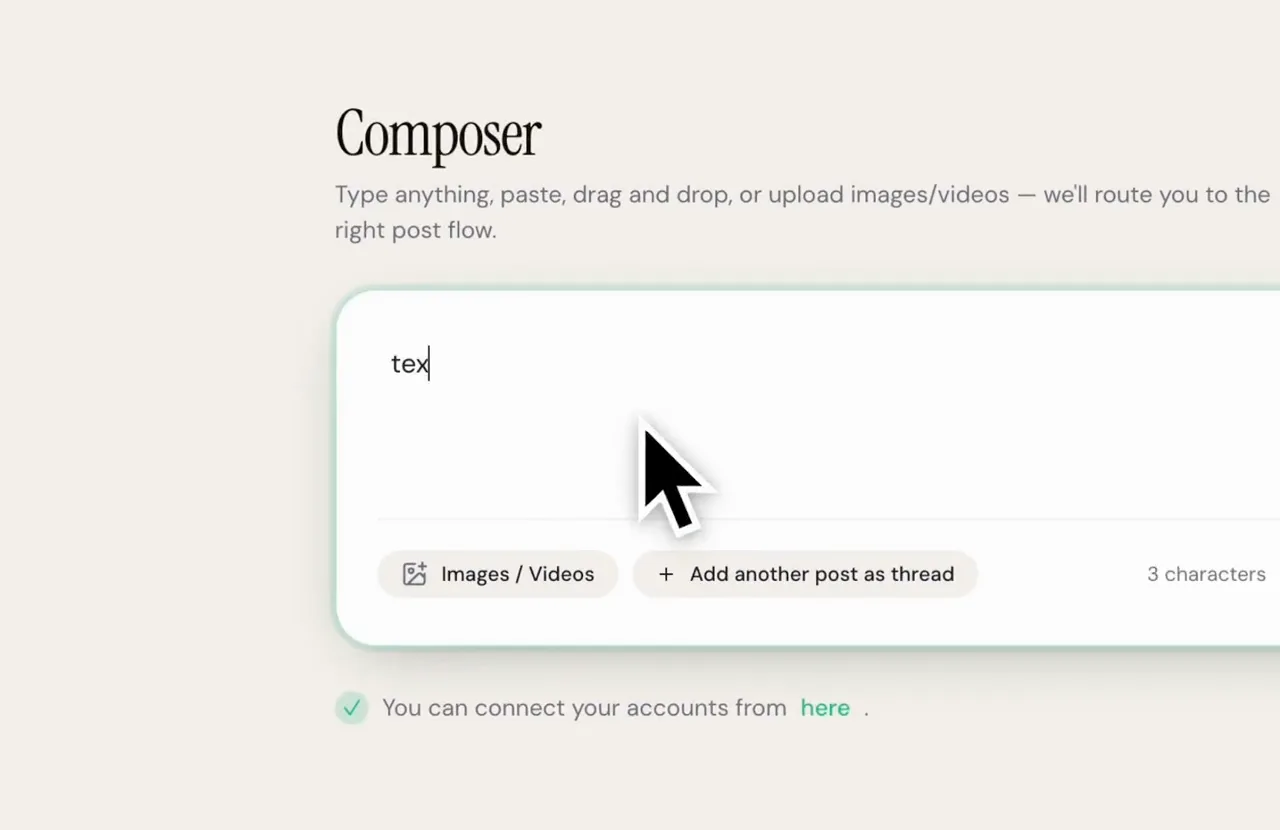 Composer
Type anything, paste, drag and drop, or upload images/videos — we'll route you to the
right post flow.
tex
Images / Videos
+ Add another post as thread
3 characters
You can connect your accounts from here .